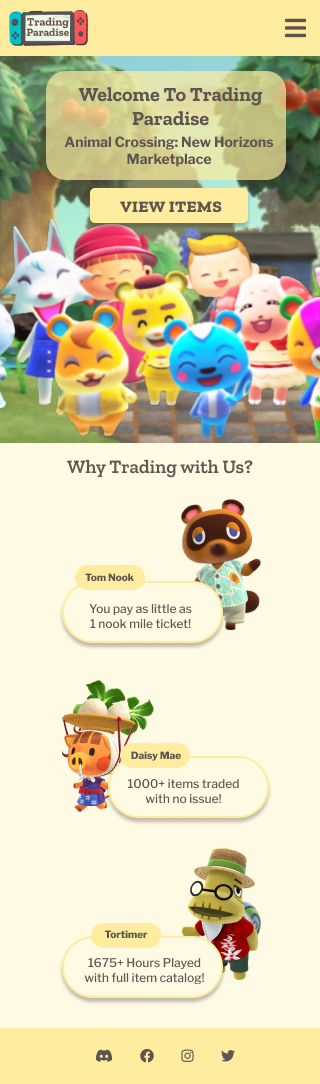 Trading
Paradise
Welcome To Trading
Paradise
Animal Crossing: New Horizons
Marketplace
VIEW ITEMS
Why Trading with Us?
Tom Nook
You pay as little as
1 nook mile ticket!
Daisy Mae
1000+ items traded
with no issue!
Tortimer
1675+ Hours Played
with full item catalog!